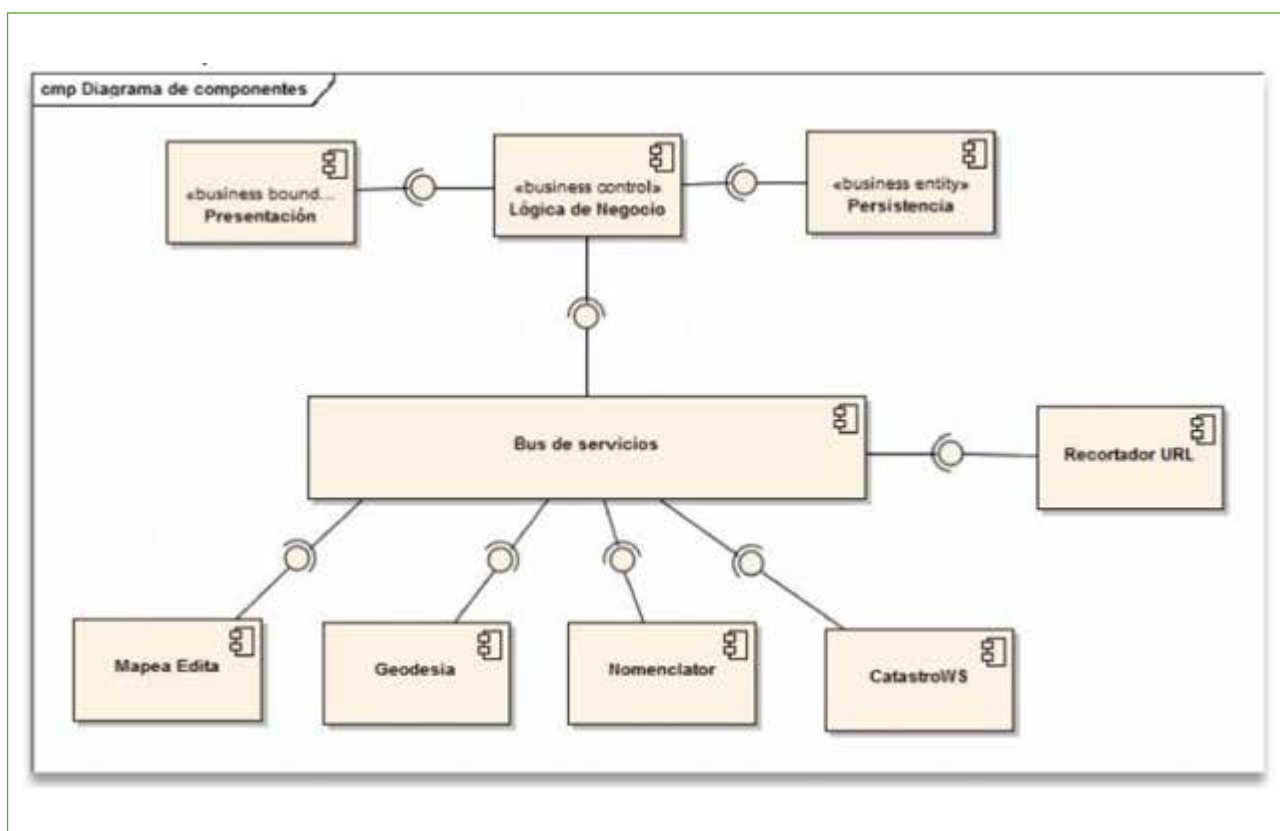 cmp Diagrama de componentes
«business bound...
Presentación
«business control»
Lógica de Negocio
«business entity»
Persistencia
Bus de servicios
Recortador URL
Mapea Edita
Geodesia
Nomenclator
CatastroWS